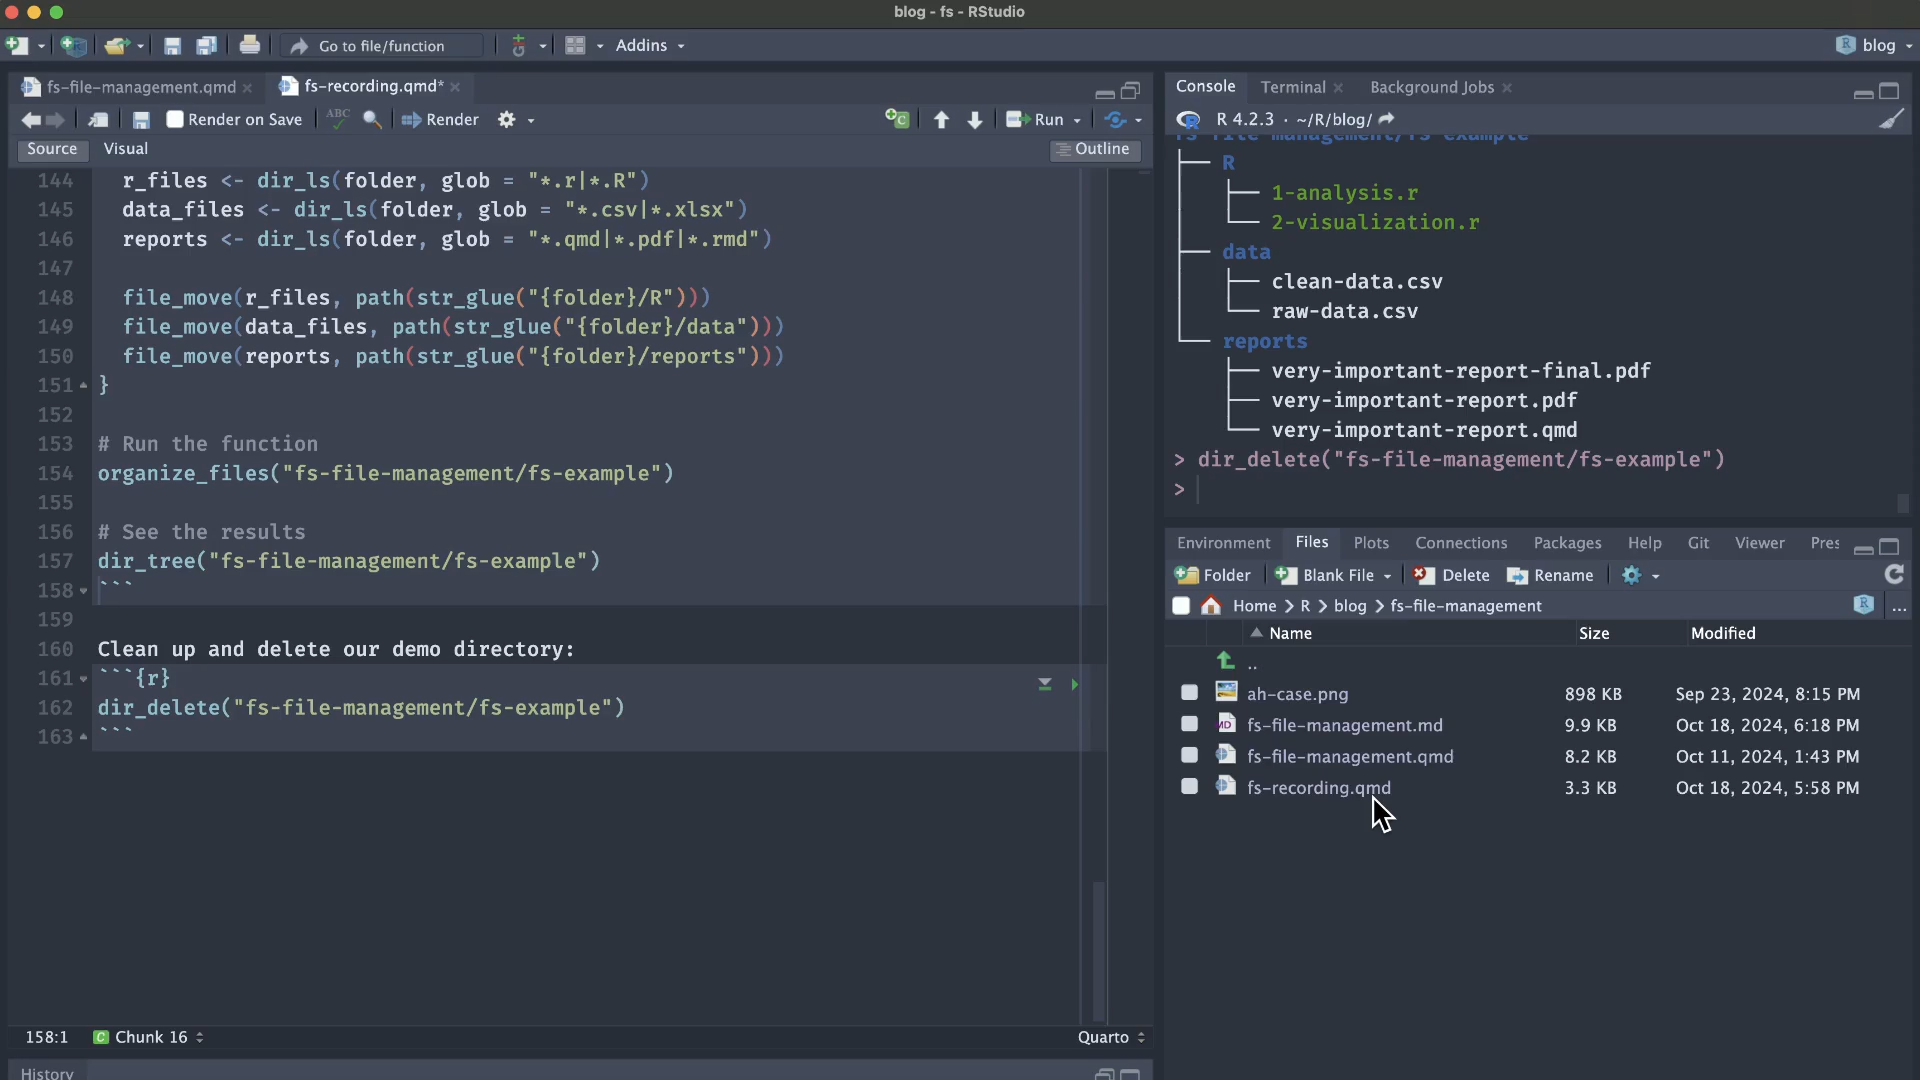 blog - fs - RStudio
Go to file/function
Addins
blog
fs-file-management.qmd
fs-recording.qmd*
Render on Save
ABC
Render
Run
Source
Visual
Outline
144 r_files <- dir_ls(folder, glob = "*.r|*.R")
145 data_files <- dir_ls(folder, glob = "*.csv|*.xlsx")
146 reports <- dir_ls(folder, glob = "*.qmd|*.pdf|*.rmd")
147
148 file_move(r_files, path(str_glue("{folder}/R")))
149 file_move(data_files, path(str_glue("{folder}/data")))
150 file_move(reports, path(str_glue("{folder}/reports")))
151 }
152
153 # Run the function
154 organize_files("fs-file-management/fs-example")
155
156 # See the results
157 dir_tree("fs-file-management/fs-example")
158 ```
159
160 Clean up and delete our demo directory:
161 ```{r}
162 dir_delete("fs-file-management/fs-example")
163 ```
158:1
C Chunk 16
Quarto
History
Console
Terminal
Background Jobs
R 4.2.3 · ~/R/blog/
fs-file-management/fs-example
├── R
│   ├── 1-analysis.r
│   └── 2-visualization.r
├── data
│   ├── clean-data.csv
│   └── raw-data.csv
└── reports
    ├── very-important-report-final.pdf
    ├── very-important-report.pdf
    └── very-important-report.qmd
> dir_delete("fs-file-management/fs-example")
>
Environment
Files
Plots
Connections
Packages
Help
Git
Viewer
Pres
Folder
Blank File
Delete
Rename
Home > R > blog > fs-file-management
...
Name Size Modified
..
ah-case.png 898 KB Sep 23, 2024, 8:15 PM
fs-file-management.md 9.9 KB Oct 18, 2024, 6:18 PM
fs-file-management.qmd 8.2 KB Oct 11, 2024, 1:43 PM
fs-recording.qmd 3.3 KB Oct 18, 2024, 5:58 PM